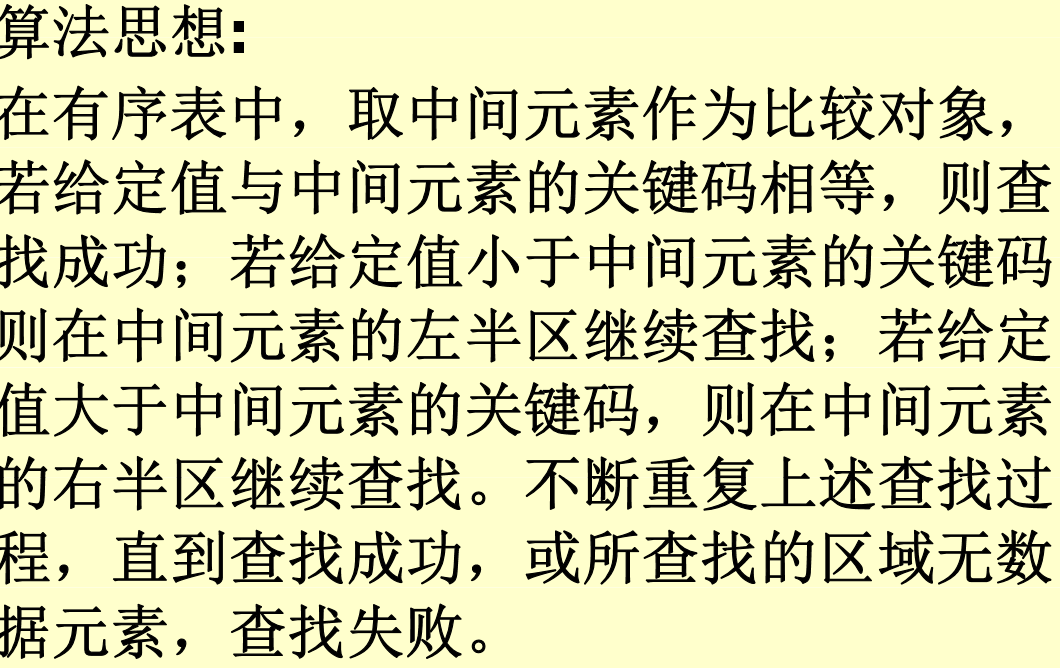 算法思想:
在有序表中，取中间元素作为比较对象，
若给定值与中间元素的关键码相等，则查
找成功；若给定值小于中间元素的关键码
则在中间元素的左半区继续查找；若给定
值大于中间元素的关键码，则在中间元素
的右半区继续查找。不断重复上述查找过
程，直到查找成功，或所查找的区域无数
据元素，查找失败。